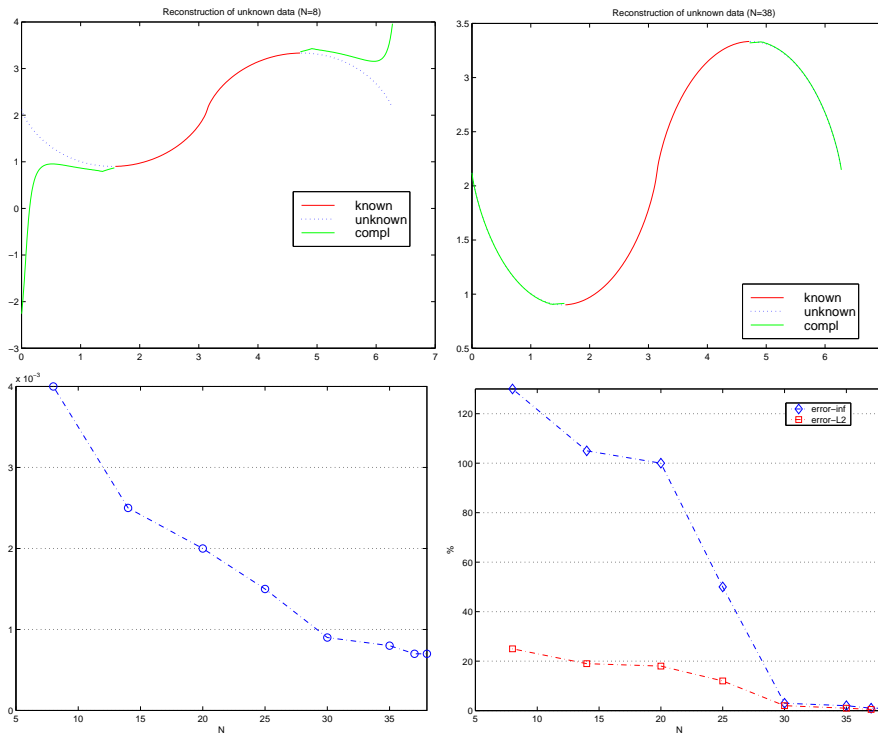 Reconstruction of unknown data (N=8)
4
3
2
1
0
−1
−2
−3
0 1 2 3 4 5 6 7
known
unknown
compl
Reconstruction of unknown data (N=38)
3.5
3
2.5
2
1.5
1
0.5
0 1 2 3 4 5 6
known
unknown
compl
x 10⁻³
4
3
2
1
0
5 10 15 20 25 30 35
N
%
120
100
80
60
40
20
0
5 10 15 20 25 30 35
N
error−inf
error−L2